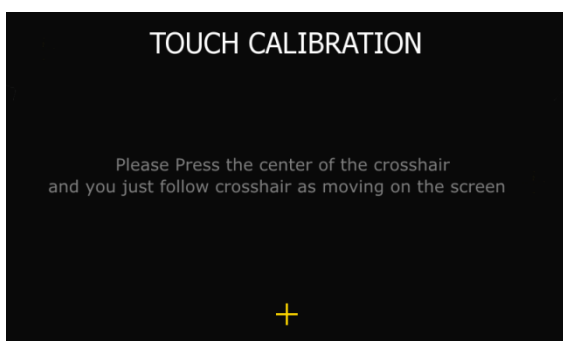 TOUCH CALIBRATION
Please Press the center of the crosshair
and you just follow crosshair as moving on the screen